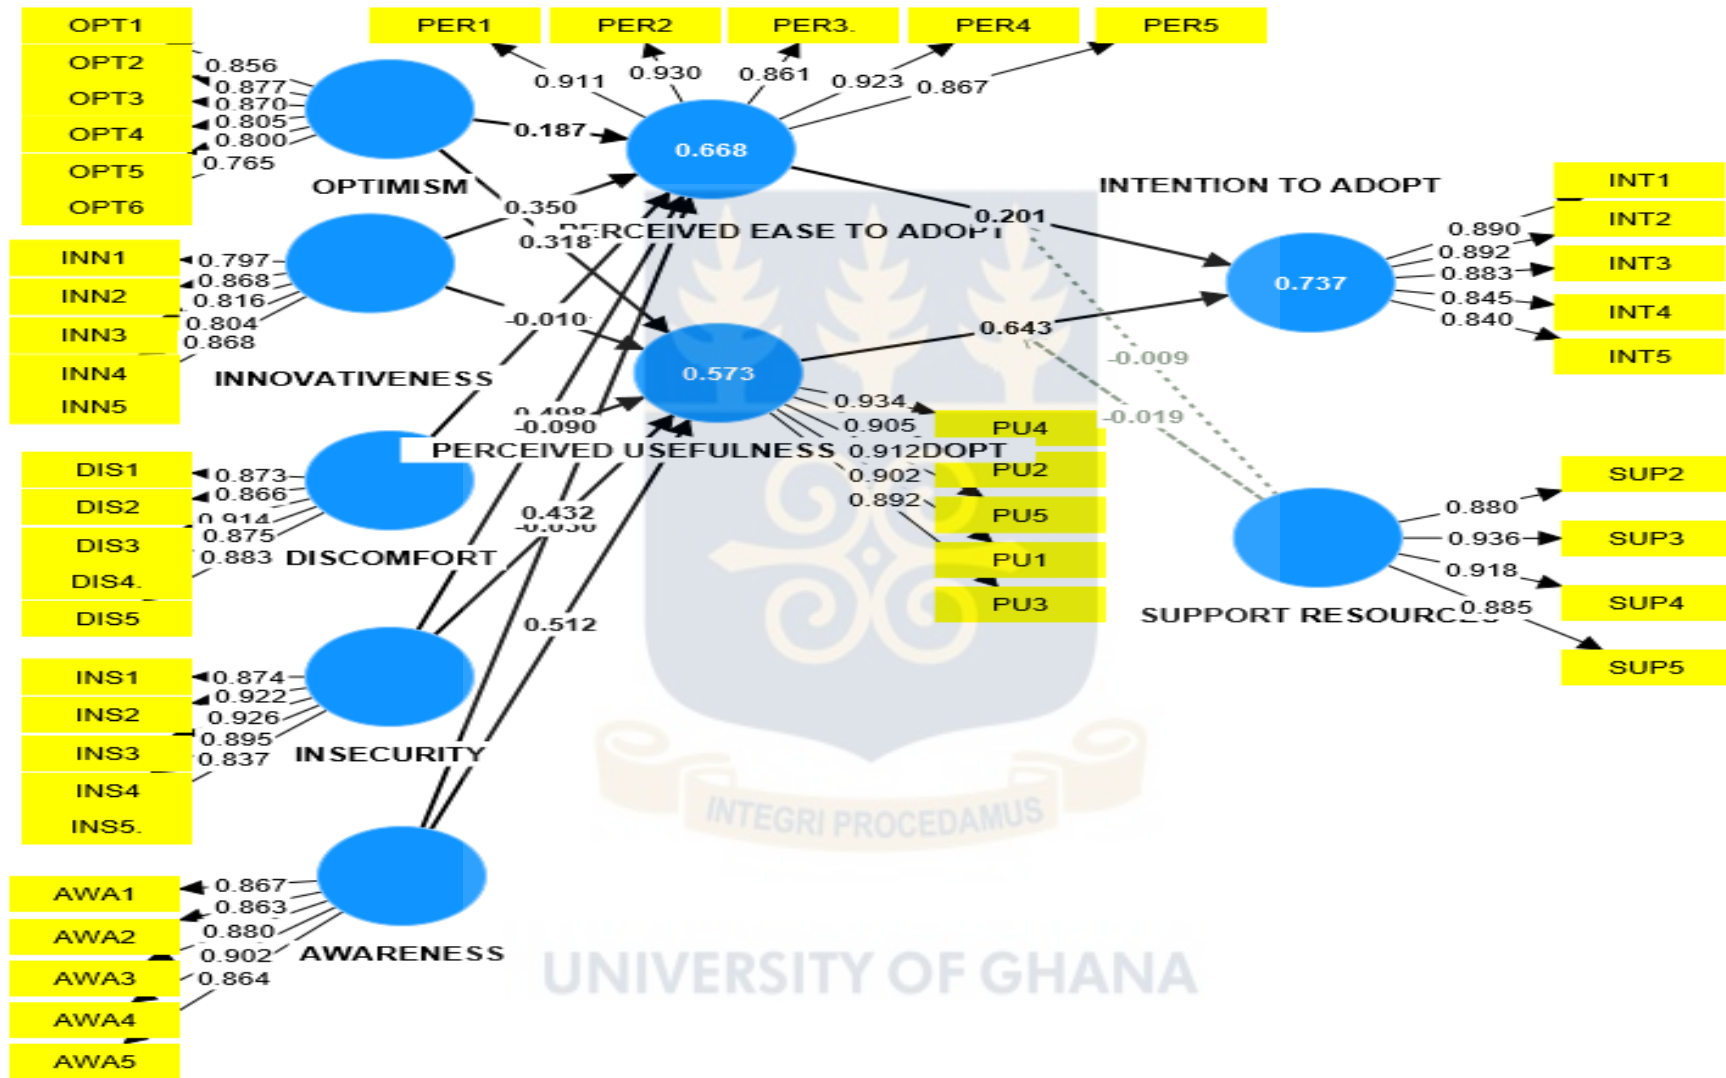 OPT1
OPT2
OPT3
OPT4
OPT5
OPT6
0.856
0.877
0.870
0.805
0.800
0.765
OPTIMISM
PER1
PER2
PER3.
PER4
PER5
0.911
0.930
0.861
0.923
0.867
0.668
PERCEIVED EASE TO ADOPT
0.187
0.350
0.318
-0.010
INN1
INN2
INN3
INN4
INN5
0.797
0.868
0.816
0.804
0.868
INNOVATIVENESS
0.573
PERCEIVED USEFULNESS
DOPT
-0.090
0.432
0.512
0.201
0.643
INTENTION TO ADOPT
0.737
0.890
0.892
0.883
0.845
0.840
INT1
INT2
INT3
INT4
INT5
-0.009
-0.019
0.934
0.905
0.912
0.902
0.892
PU4
PU2
PU5
PU1
PU3
DIS1
DIS2
DIS3
DIS4.
DIS5
0.873
0.866
0.914
0.875
0.883
DISCOMFORT
SUPPORT
0.880
0.936
0.918
0.885
SUP2
SUP3
SUP4
SUP5
INS1
INS2
INS3
INS4
INS5.
0.874
0.922
0.926
0.895
0.837
INSECURITY
AWA1
AWA2
AWA3
AWA4
AWA5
0.867
0.863
0.880
0.902
0.864
AWARENESS
INTEGRI PROCEDAMUS
UNIVERSITY OF GHANA